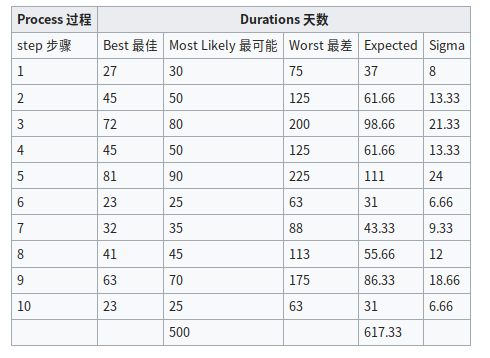 Process 过程 Durations 天数
step 步骤 Best 最佳 Most Likely 最可能 Worst 最差 Expected Sigma
1 27 30 75 37 8
2 45 50 125 61.66 13.33
3 72 80 200 98.66 21.33
4 45 50 125 61.66 13.33
5 81 90 225 111 24
6 23 25 63 31 6.66
7 32 35 88 43.33 9.33
8 41 45 113 55.66 12
9 63 70 175 86.33 18.66
10 23 25 63 31 6.66
500 617.33